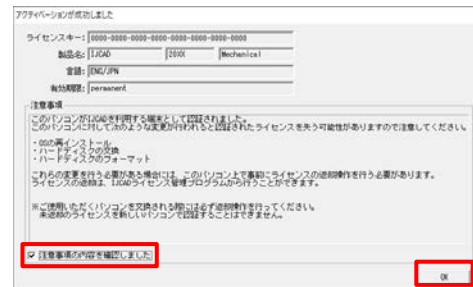 アクティベーションが成功しました
ライセンスキー: 0000-0000-0000-0000-0000-0000-0000
製品名: IJCAD 20XX Mechanical
言語: ENG/JPN
有効期限: permanent
注意事項
このパソコンがIJCADを利用する端末として認証されました。
このパソコンに対して次のような変更が行われると認証されたライセンスを失う可能性がありますので注意してください。
・OSの再インストール
・ハードディスクの交換
・ハードディスクのフォーマット
これらの変更を行う必要がある場合には、このパソコン上で事前にライセンスの返却操作を行う必要があります。
ライセンスの返却は、IJCADライセンス管理プログラムから行うことができます。
※ご使用いただくパソコンを交換される際には必ず返却操作を行ってください。
未返却のライセンスを新しいパソコンで認証することはできません。
注意事項の内容を確認しました
OK